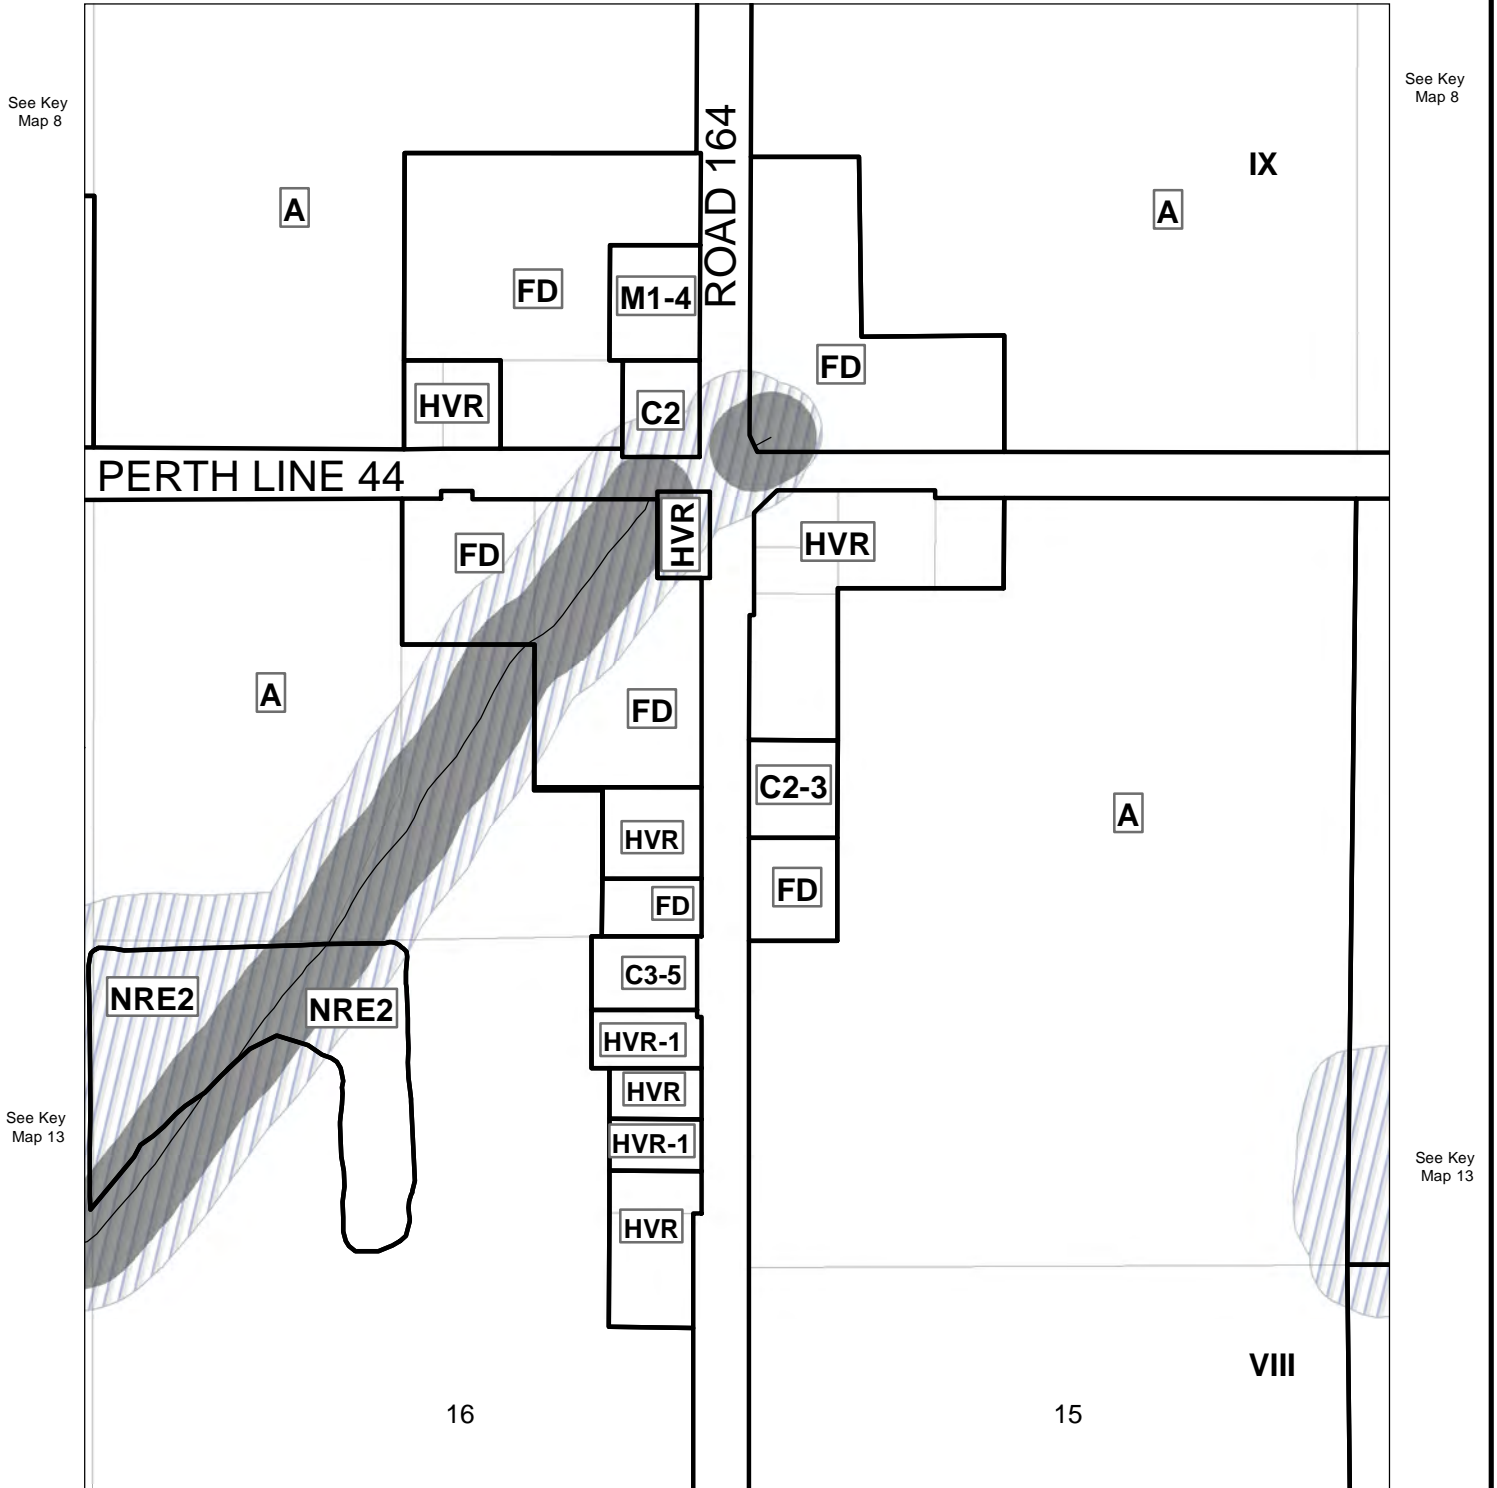 See Key
Map 8
See Key
Map 8
ROAD 164
IX
A
A
FD
M1-4
FD
HVR
C2
PERTH LINE 44
FD
HVR
HVR
A
FD
C2-3
A
HVR
FD
FD
C3-5
NRE2
NRE2
HVR-1
HVR
See Key
Map 13
HVR-1
See Key
Map 13
HVR
VIII
16
15